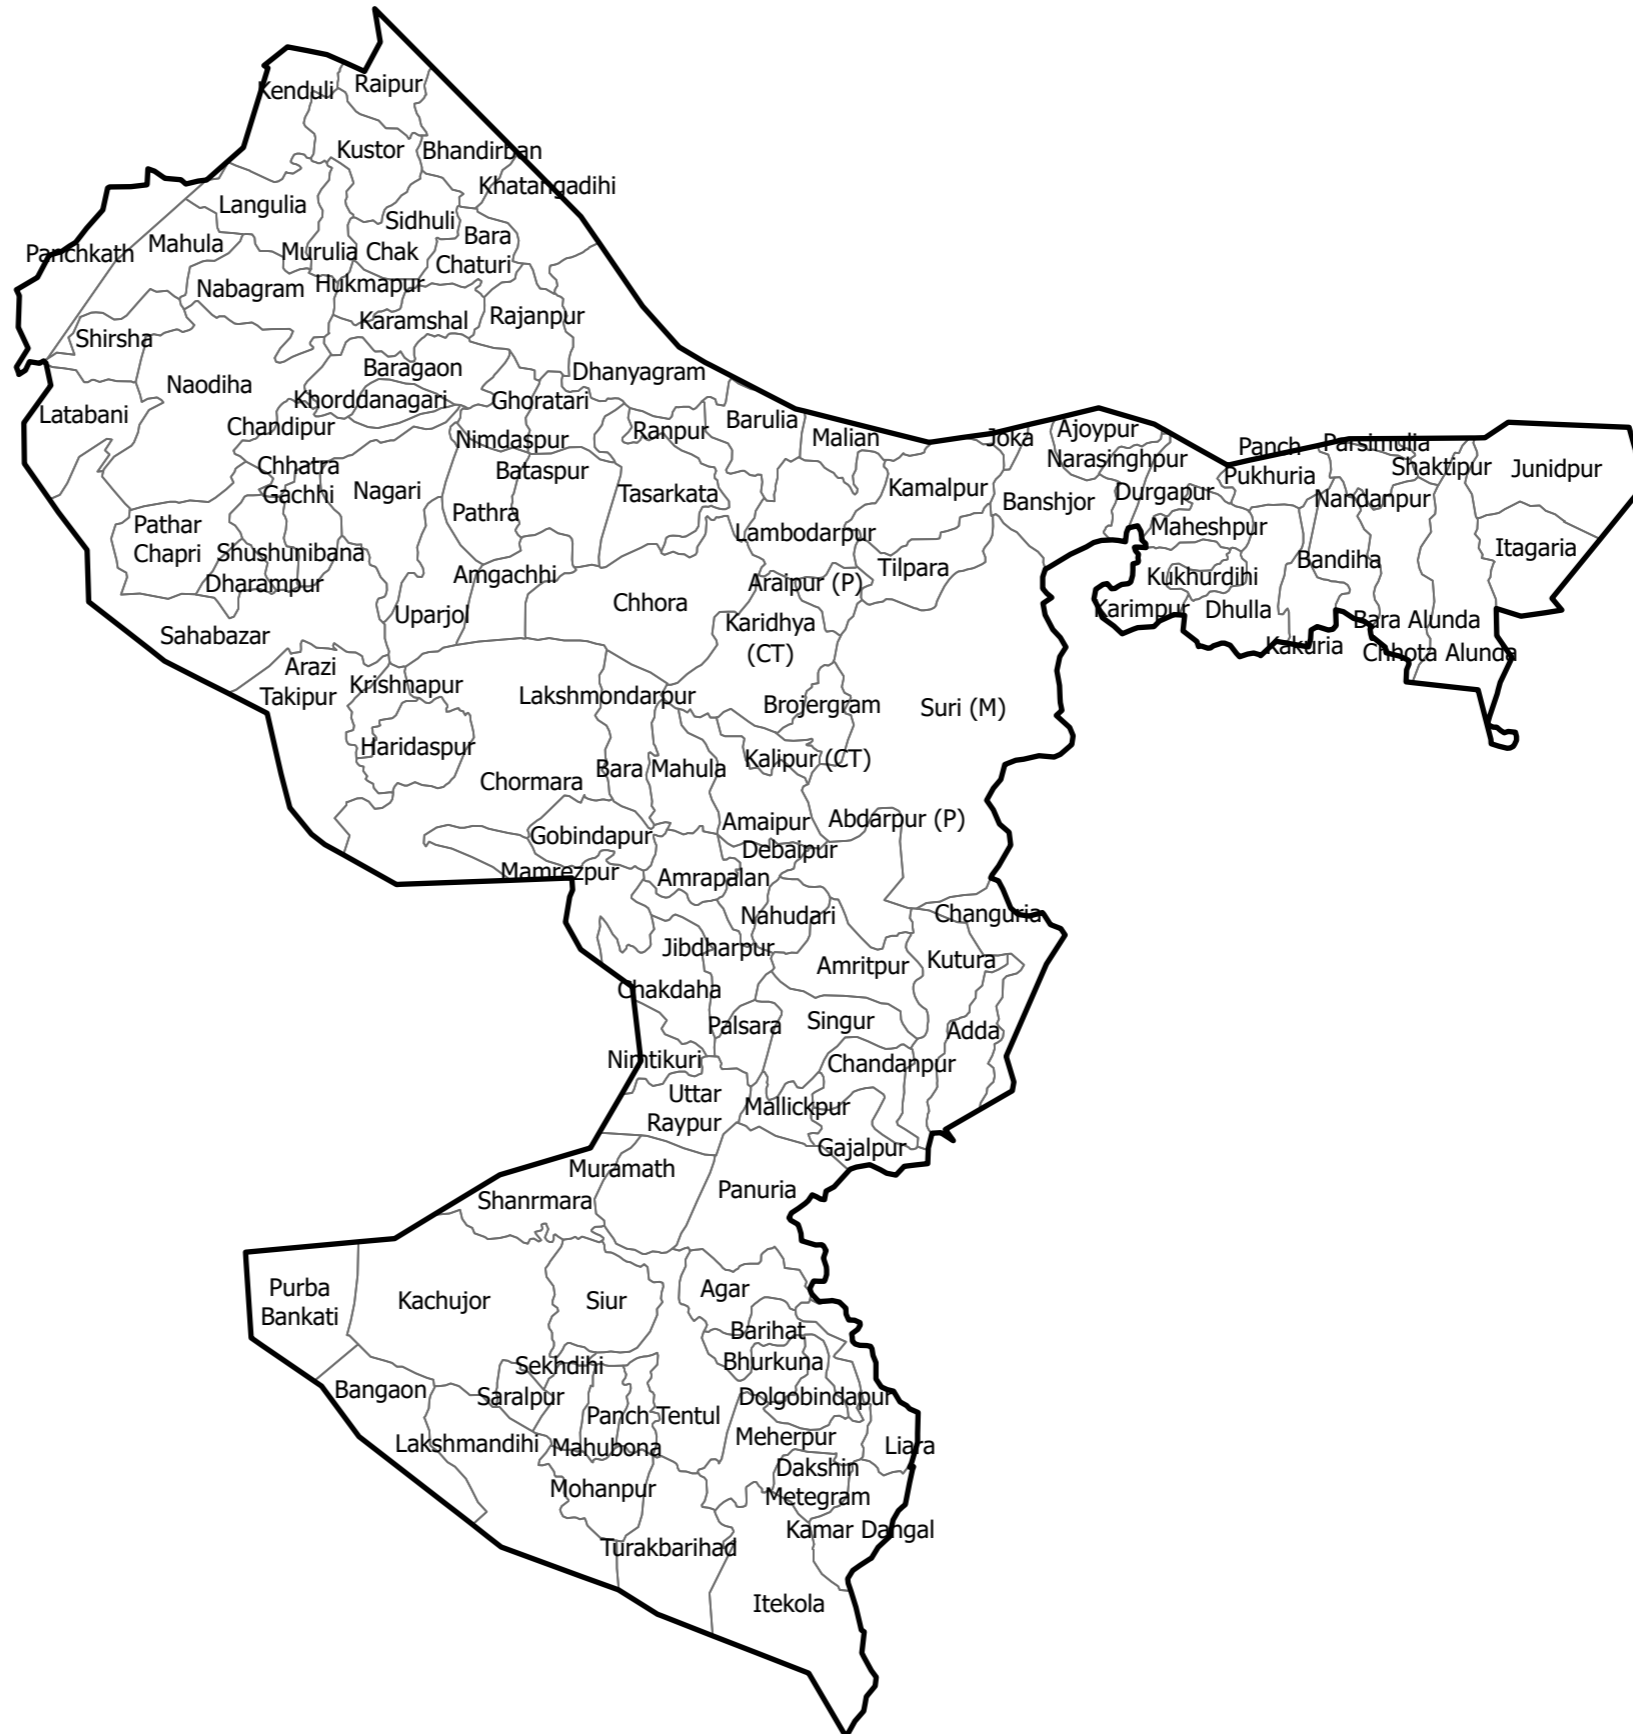 Raipur
Kenduli
Kustor
Bhandirban
Khatangadihi
Langulia
Sidhuli
Bara
Chaturi
Mahula
Panchkath
Murulia
Chak
Hukmapur
Nabagram
Karamshal
Rajanpur
Shirsha
Baragaon
Dhanyagram
Naodiha
Khorddanagari
Ghoratari
Latabani
Chandipur
Nimdaspur
Ranpur
Barulia
Malian
Joka
Ajoypur
Narasinghpur
Panch
Pukhuria
Parsimulia
Shaktipur
Junidpur
Chhatra
Gachhi
Nagari
Bataspur
Tasarkata
Kamalpur
Banshjor
Durgapur
Nandanpur
Pathra
Pathar
Chapri
Lambodarpur
Maheshpur
Itagaria
Shushunibana
Dharampur
Bandiha
Amgachhi
Tilpara
Araipur (P)
Kukhurdihi
Chhora
Uparjol
Karidhya
(CT)
Karimpur
Dhulla
Bara Alunda
Sahabazar
Kakuria
Chhota Alunda
Arazi
Takipur
Krishnapur
Lakshmondarpur
Brojergram
Suri (M)
Haridaspur
Kalipur (CT)
Chormara
Bara
Mahula
Amaipur
Abdarpur (P)
Gobindapur
Debaipur
Mamrezpur
Amrapalan
Nahudari
Changuria
Jibdharpur
Amritpur
Kutura
Chakdaha
Palsara
Singur
Adda
Nimtikuri
Chandanpur
Uttar
Raypur
Mallickpur
Gajalpur
Muramath
Shanrmara
Panuria
Purba
Bankati
Kachujor
Siur
Agar
Barihat
Bhurkuna
Sekhdihi
Bangaon
Saralpur
Dolgobindapur
Panch
Mahubona
Tentul
Lakshmandihi
Meherpur
Liara
Dakshin
Metegram
Mohanpur
Kamar Dangal
Turakbarihad
Itekola